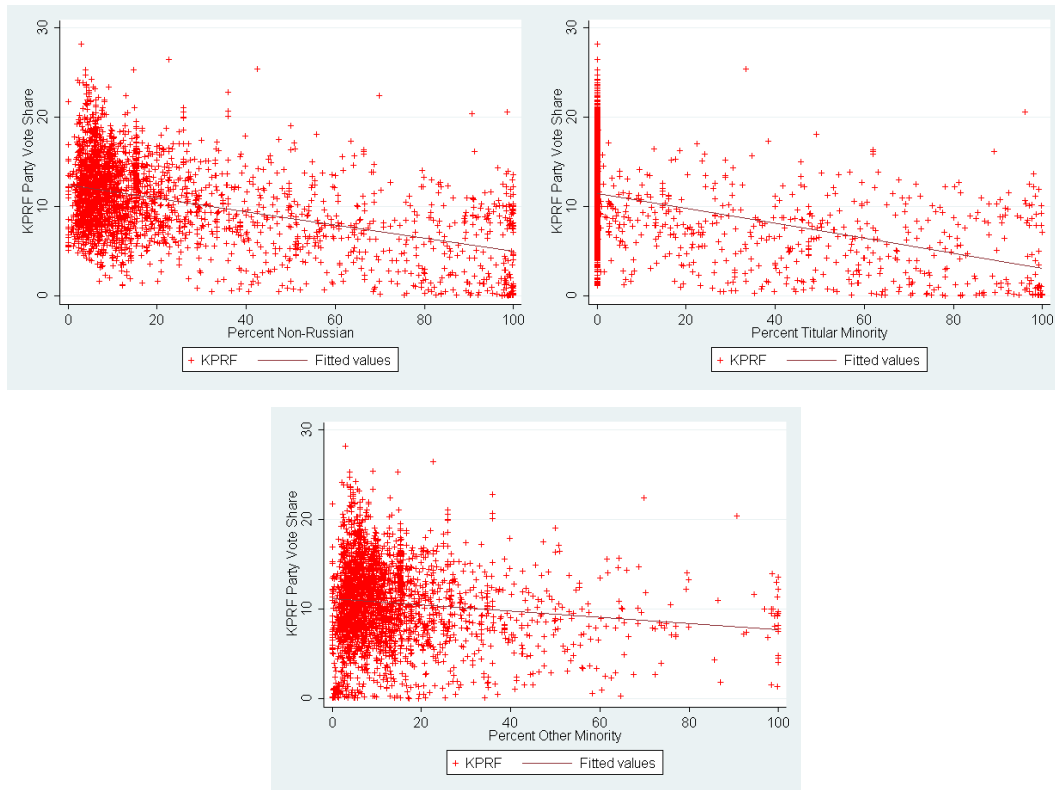 KPRF Party Vote Share
30
20
10
0
0 20 40 60 80 100
Percent Non-Russian
+ KPRF Fitted values
KPRF Party Vote Share
30
20
10
0
0 20 40 60 80 100
Percent Titular Minority
+ KPRF Fitted values
KPRF Party Vote Share
30
20
10
0
0 20 40 60 80 100
Percent Other Minority
+ KPRF Fitted values